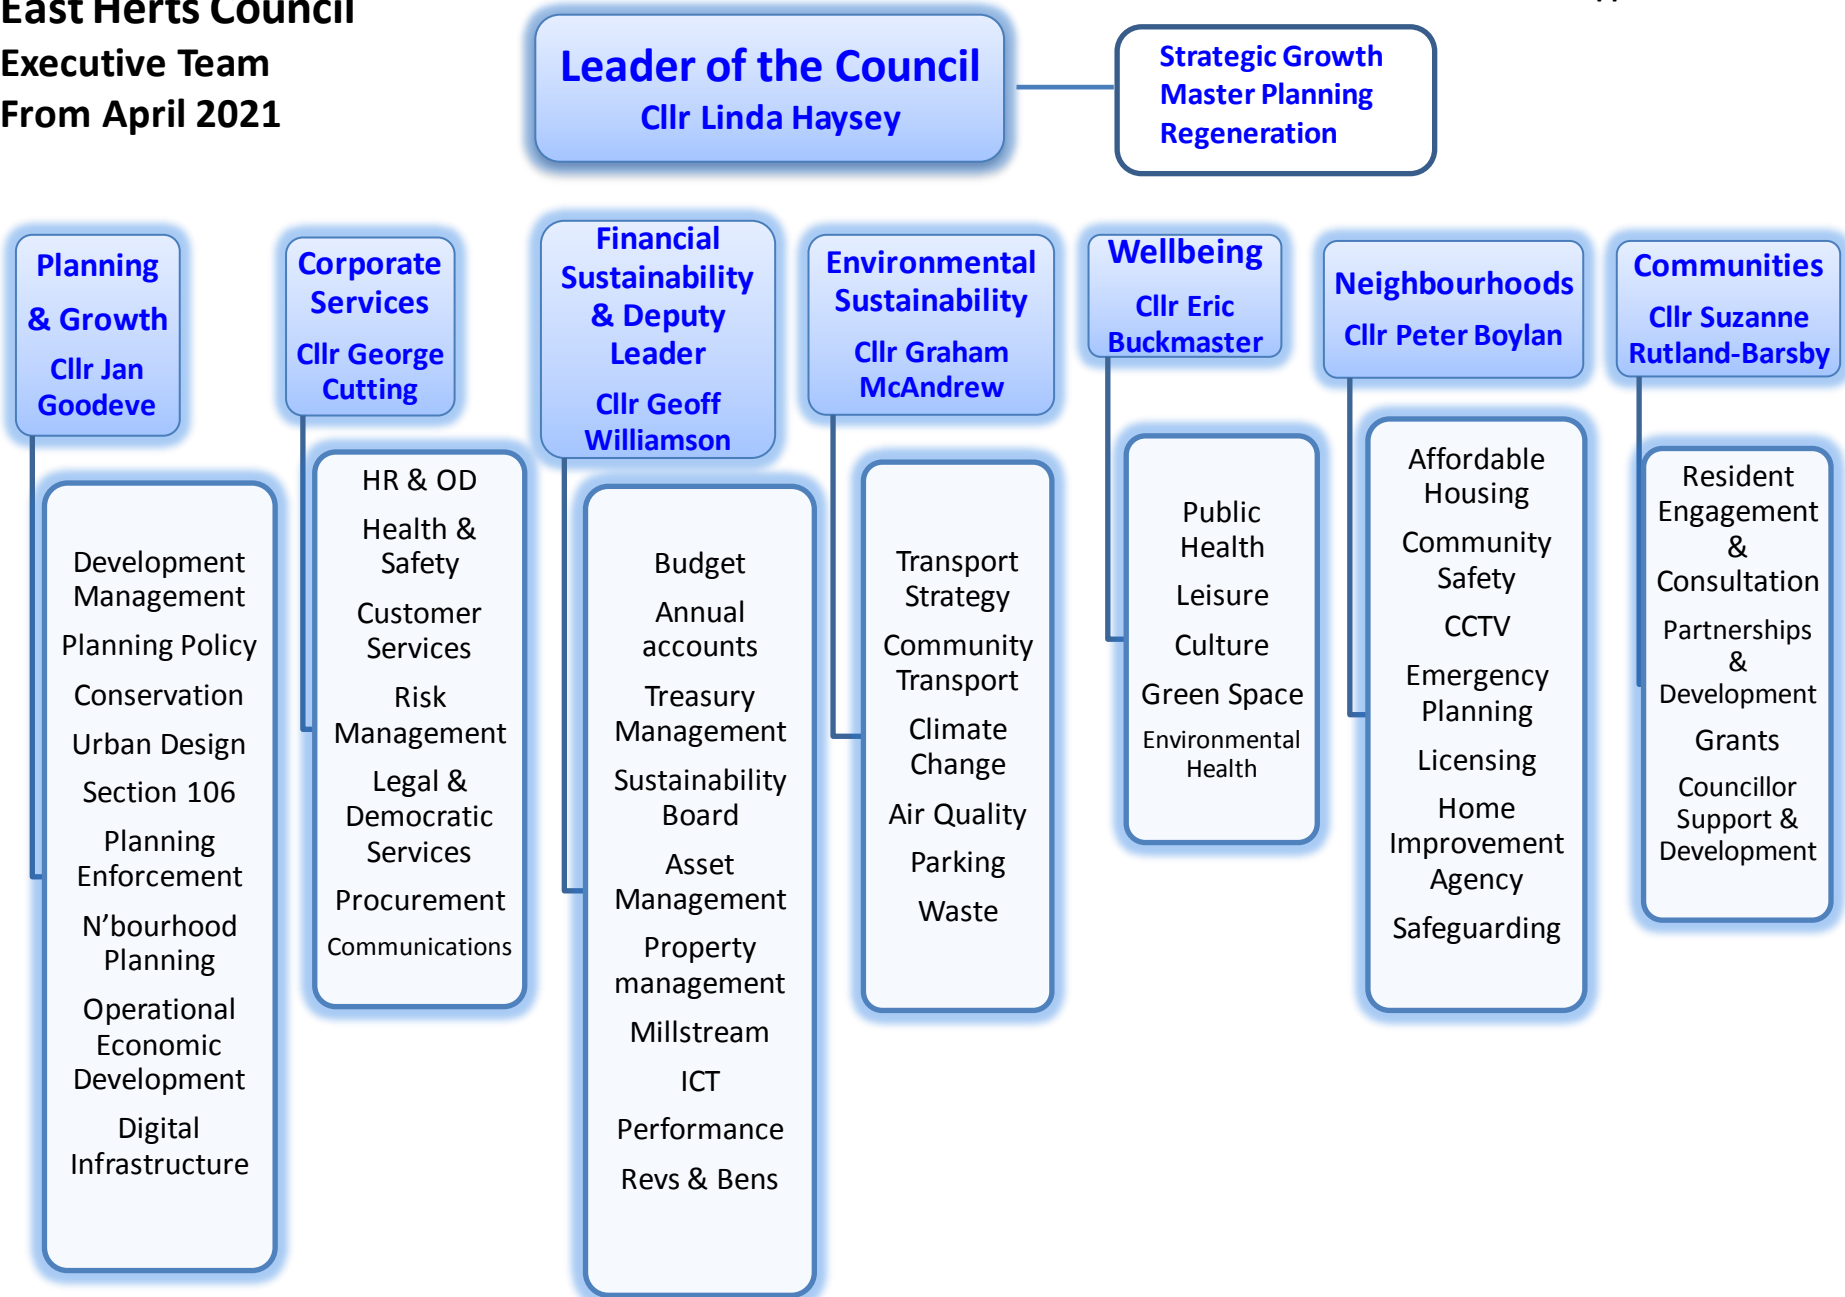 East Herts Council
Executive Team
From April 2021
Leader of the Council
Cllr Linda Haysey
Strategic Growth
Master Planning
Regeneration
Planning
& Growth
Cllr Jan
Goodeve
Development
Management
Planning Policy
Conservation
Urban Design
Section 106
Planning
Enforcement
N’bourhood
Planning
Operational
Economic
Development
Digital
Infrastructure
Corporate
Services
Cllr George
Cutting
HR & OD
Health &
Safety
Customer
Services
Risk
Management
Legal &
Democratic
Services
Procurement
Communications
Financial
Sustainability
& Deputy
Leader
Cllr Geoff
Williamson
Budget
Annual
accounts
Treasury
Management
Sustainability
Board
Asset
Management
Property
management
Millstream
ICT
Performance
Revs & Bens
Environmental
Sustainability
Cllr Graham
McAndrew
Transport
Strategy
Community
Transport
Climate
Change
Air Quality
Parking
Waste
Wellbeing
Cllr Eric
Buckmaster
Public
Health
Leisure
Culture
Green Space
Environmental
Health
Neighbourhoods
Cllr Peter Boylan
Affordable
Housing
Community
Safety
CCTV
Emergency
Planning
Licensing
Home
Improvement
Agency
Safeguarding
Communities
Cllr Suzanne
Rutland-Barsby
Resident
Engagement
&
Consultation
Partnerships
&
Development
Grants
Councillor
Support &
Development